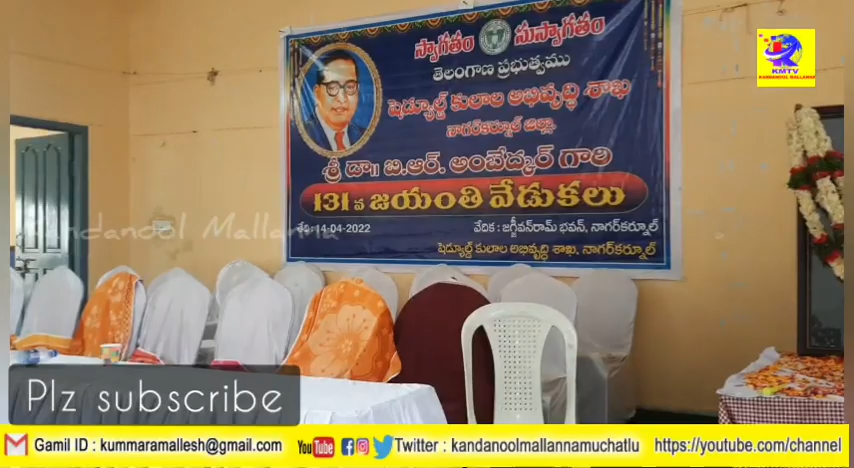 స్వాగతం సుస్వాగతం
తెలంగాణ ప్రభుత్వము
షెడ్యూల్డ్ కులాల అభివృద్ధి శాఖ
నాగర్‌కర్నూల్ జిల్లా
శ్రీ డా॥ బి.ఆర్. అంబేద్కర్ గారి
131 వ జయంతి వేడుకలు
తేది:14-04-2022 వేదిక : జగ్జీవన్‌రామ్ భవన్, నాగర్‌కర్నూల్
షెడ్యూల్డ్ కులాల అభివృద్ధి శాఖ, నాగర్‌కర్నూల్
KMTV
KANDANOOL MALLANNA
Kandanool Mallanna
Plz subscribe
Gamil ID : kummaramallesh@gmail.com YouTube Twitter : kandanoolmallannamuchatlu https://youtube.com/channel